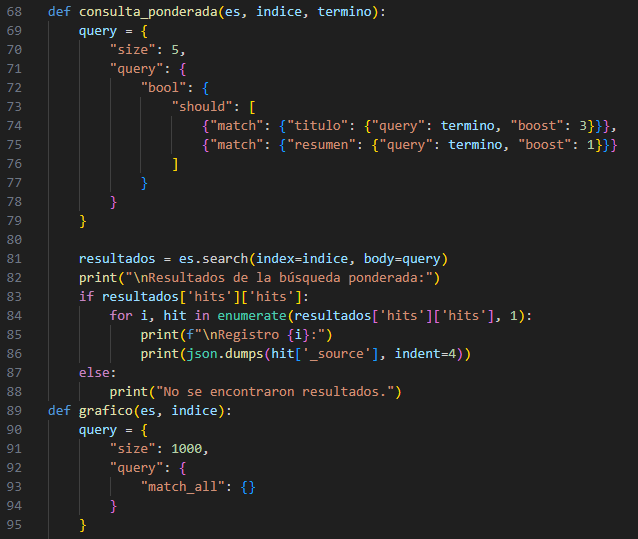 68 def consulta_ponderada(es, indice, termino):
69     query = {
70         "size": 5,
71         "query": {
72             "bool": {
73                 "should": [
74                     {"match": {"titulo": {"query": termino, "boost": 3}}},
75                     {"match": {"resumen": {"query": termino, "boost": 1}}}
76                 ]
77             }
78         }
79     }
80
81     resultados = es.search(index=indice, body=query)
82     print("\nResultados de la búsqueda ponderada:")
83     if resultados['hits']['hits']:
84         for i, hit in enumerate(resultados['hits']['hits'], 1):
85             print(f"\nRegistro {i}:")
86             print(json.dumps(hit['_source'], indent=4))
87     else:
88         print("No se encontraron resultados.")
89 def grafico(es, indice):
90     query = {
91         "size": 1000,
92         "query": {
93             "match_all": {}
94         }
95     }